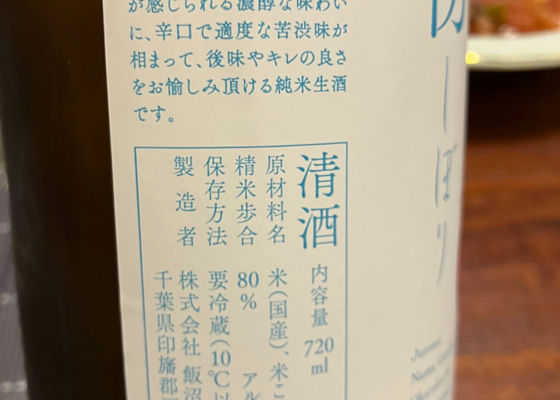 が感じられる濃醇な味わい
に、辛口で適度な苦渋味が
相まって、後味やキレの良さ
をお愉しみ頂ける純米生酒
です。
清酒 内容量 720ml
原材料名 米(国産)、米こ
精米歩合 80% アル
保存方法 要冷蔵(10℃以
製造者 株式会社 飯沼
千葉県印旛郡
しぼり